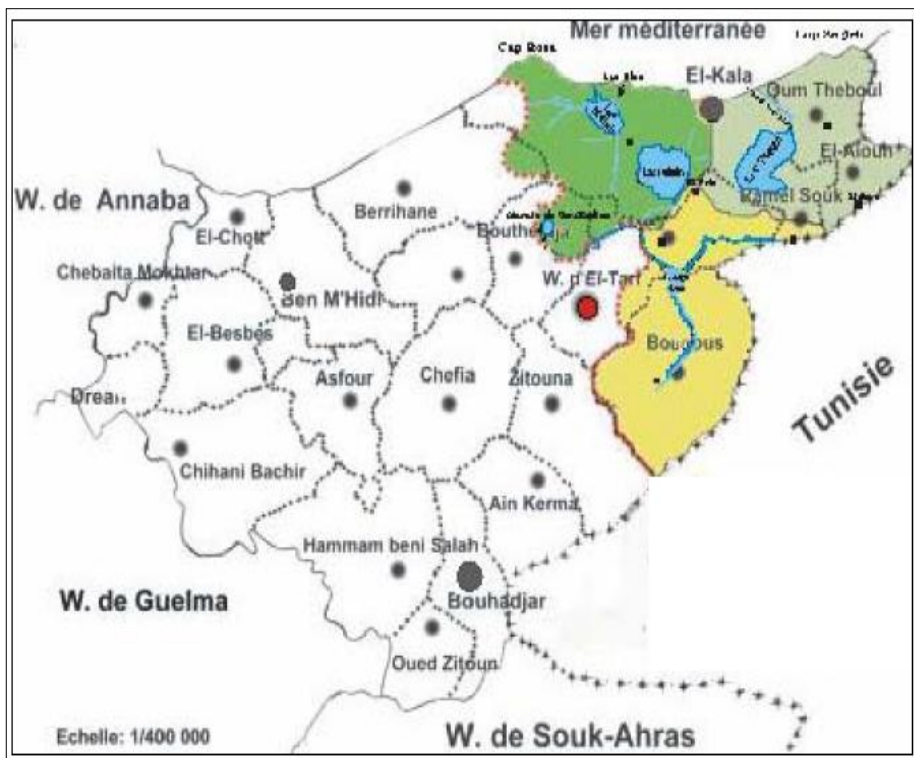 Mer méditerranée
Cap Rosa
El-Kala
Oum Theboul
El-Aioun
W. de Annaba
Ramel Souk
Berrihane
El-Chott
W. d'El-Tarf
Chebaita Mokhtar
Ben M'Hidi
El-Besbes
Bougous
Asfour
Chefia
Zitouna
Tunisie
Chihani Bachir
Ain Kerma
Hammam beni Salah
W. de Guelma
Bouhadjar
Oued Zitoun
Echelle: 1/400 000
W. de Souk-Ahras